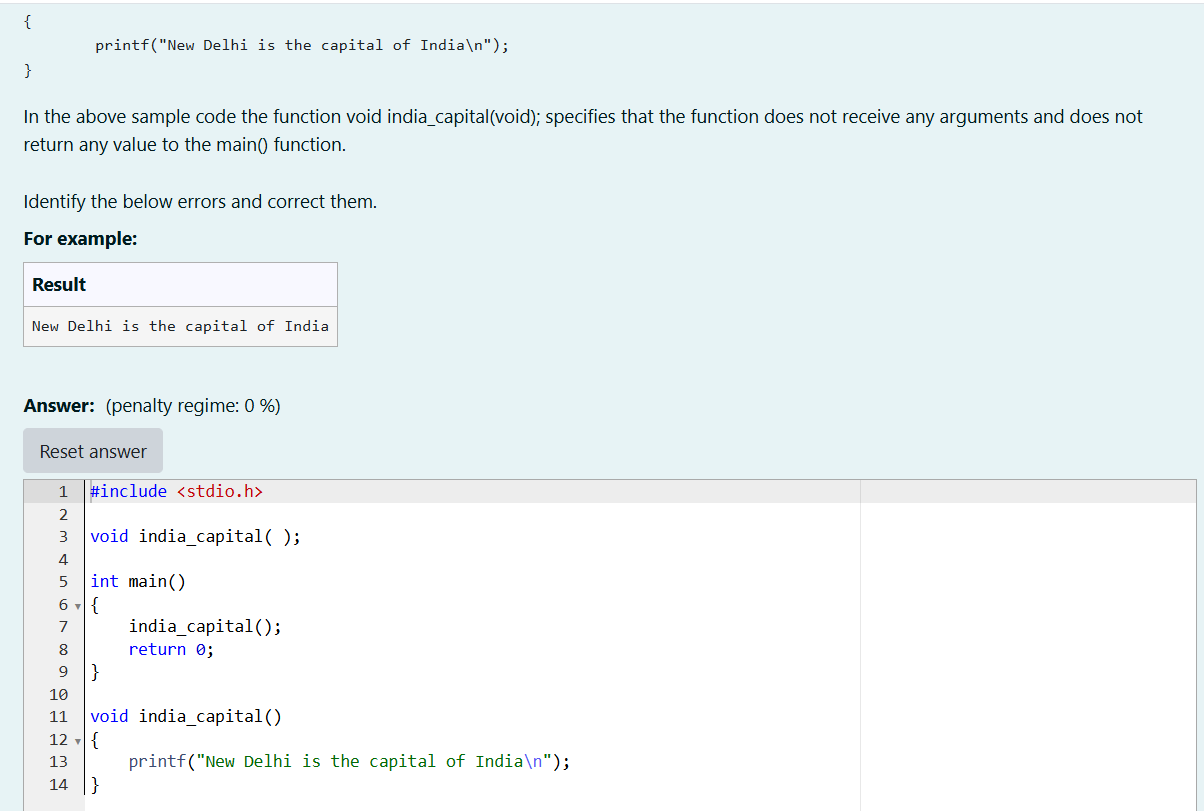 {
printf("New Delhi is the capital of India\n");
}
In the above sample code the function void india_capital(void); specifies that the function does not receive any arguments and does not
return any value to the main() function.
Identify the below errors and correct them.
For example:
Result
New Delhi is the capital of India
Answer: (penalty regime: 0 %)
Reset answer
1 #include <stdio.h>
2
3 void india_capital( );
4
5 int main()
6 {
7     india_capital();
8     return 0;
9 }
10
11 void india_capital()
12 {
13     printf("New Delhi is the capital of India\n");
14 }